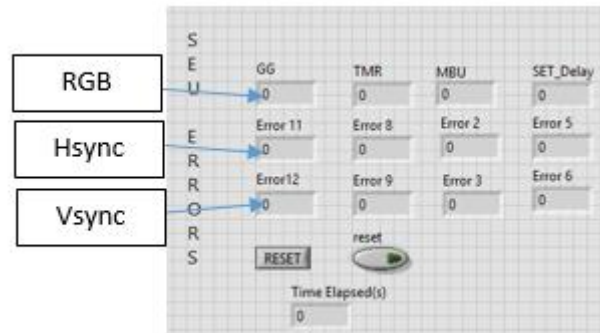 RGB
Hsync
Vsync
SEU ERRORS
GG TMR MBU SET_Delay
0 0 0 0
Error 11 Error 8 Error 2 Error 5
0 0 0 0
Error12 Error 9 Error 3 Error 6
0 0 0 0
reset
RESET
Time Elapsed(s)
0